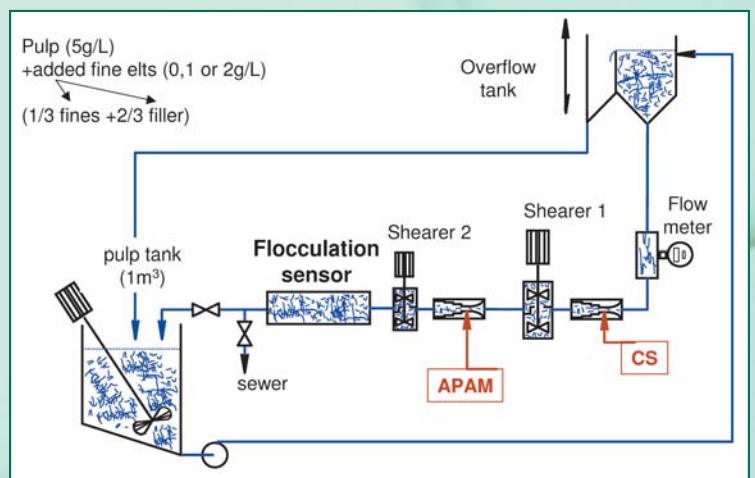 Pulp (5g/L)
+added fine elts (0,1 or 2g/L)
(1/3 fines +2/3 filler)
Overflow
tank
Flow
meter
Shearer 1
Shearer 2
Flocculation
sensor
pulp tank
(1m³)
CS
APAM
sewer